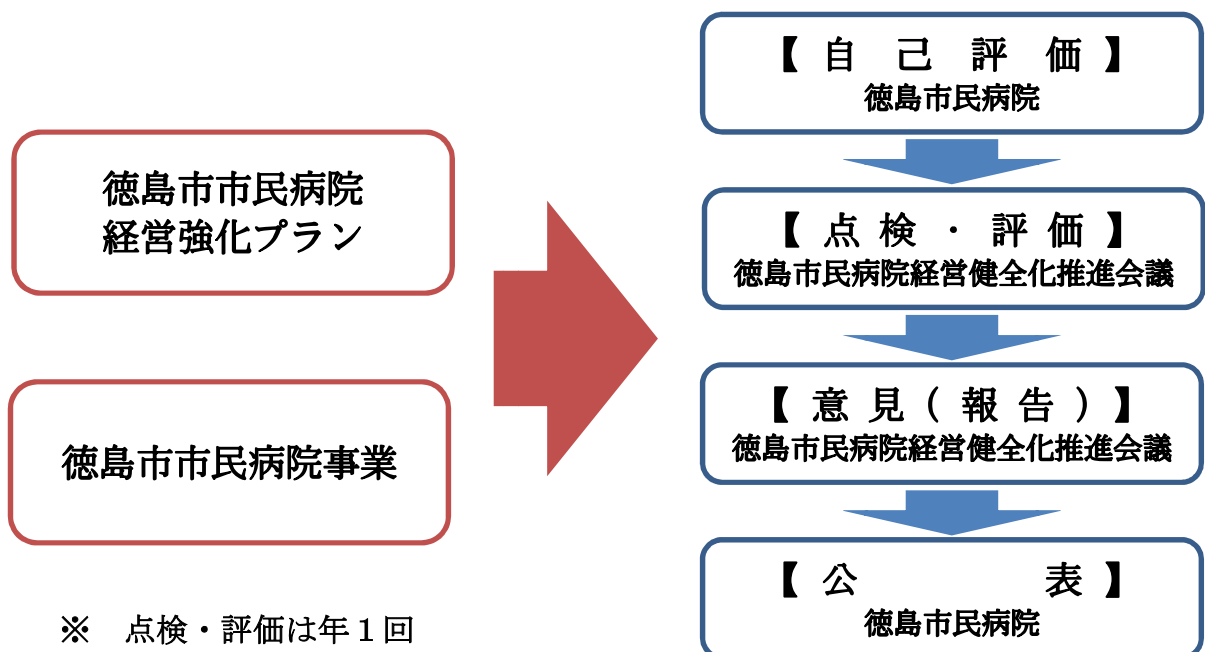 徳島市市民病院
経営強化プラン
徳島市市民病院事業
※　点検・評価は年１回
【 自　己　評　価 】
徳島市民病院
【 点 検 ・ 評 価 】
徳島市民病院経営健全化推進会議
【 意 見 ( 報 告 ) 】
徳島市民病院経営健全化推進会議
【 公　　　　　表 】
徳島市民病院